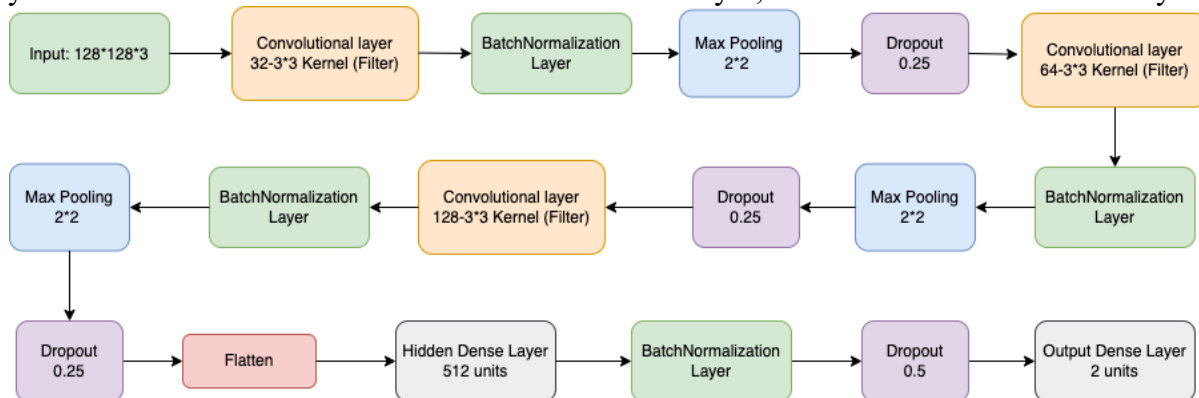 Input: 128*128*3
Convolutional layer
32-3*3 Kernel (Filter)
BatchNormalization
Layer
Max Pooling
2*2
Dropout
0.25
Convolutional layer
64-3*3 Kernel (Filter)
BatchNormalization
Layer
Max Pooling
2*2
Dropout
0.25
Convolutional layer
128-3*3 Kernel (Filter)
BatchNormalization
Layer
Max Pooling
2*2
Dropout
0.25
Flatten
Hidden Dense Layer
512 units
BatchNormalization
Layer
Dropout
0.5
Output Dense Layer
2 units